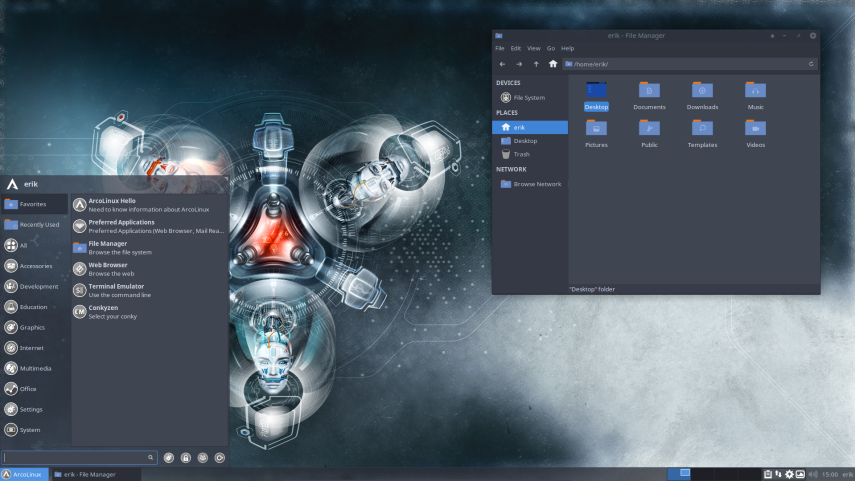 erik - File Manager
File Edit View Go Help
/home/erik/
DEVICES
File System
PLACES
erik
Desktop
Trash
NETWORK
Browse Network
Desktop Documents Downloads Music
Pictures Public Templates Videos
"Desktop" folder
erik
Favorites
Recently Used
All
Accessories
Development
Education
Graphics
Internet
Multimedia
Office
Settings
System
ArcoLinux Hello
Need to know information about ArcoLinux
Preferred Applications
Preferred Applications (Web Browser, Mail Rea...
File Manager
Browse the file system
Web Browser
Browse the web
Terminal Emulator
Use the command line
Conkyzen
Select your conky
ArcoLinux
erik - File Manager
15:00 erik